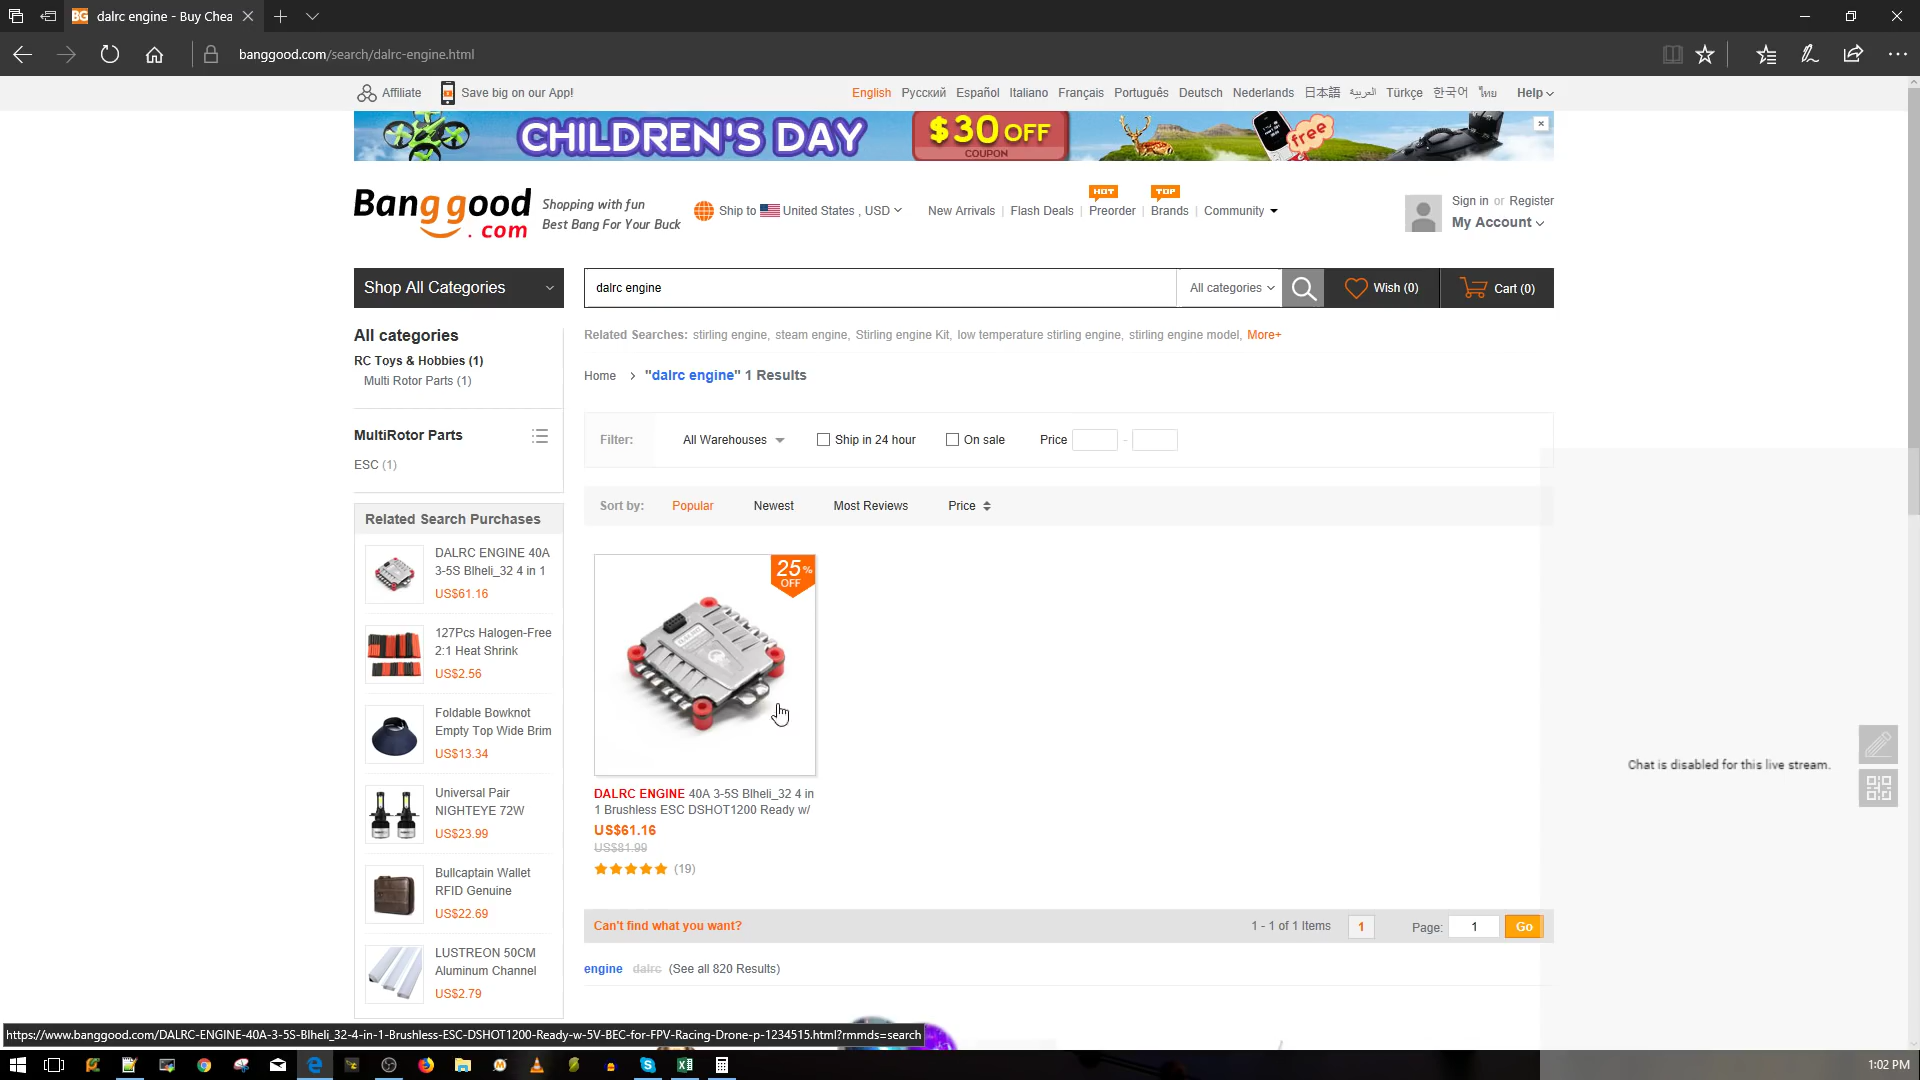 dalrc engine - Buy Chea
banggood.com/search/dalrc-engine.html
Affiliate
Save big on our App!
English Русский Español Italiano Français Português Deutsch Nederlands 日本語 العربية Türkçe 한국어 ไทย Help
CHILDREN'S DAY
$30 OFF
COUPON
free
Banggood
.com
Shopping with fun
Best Bang For Your Buck
Ship to United States , USD
New Arrivals
Flash Deals
HOT
Preorder
TOP
Brands
Community
Sign in or Register
My Account
Shop All Categories
dalrc engine
All categories
Wish (0)
Cart (0)
Related Searches: stirling engine, steam engine, Stirling engine Kit, low temperature stirling engine, stirling engine model, More+
All categories
RC Toys & Hobbies (1)
Multi Rotor Parts (1)
Home > "dalrc engine" 1 Results
MultiRotor Parts
ESC (1)
Filter: All Warehouses Ship in 24 hour On sale Price -
Sort by: Popular Newest Most Reviews Price
Related Search Purchases
DALRC ENGINE 40A
3-5S Blheli_32 4 in 1
US$61.16
127Pcs Halogen-Free
2:1 Heat Shrink
US$2.56
Foldable Bowknot
Empty Top Wide Brim
US$13.34
Universal Pair
NIGHTEYE 72W
US$23.99
Bullcaptain Wallet
RFID Genuine
US$22.69
LUSTREON 50CM
Aluminum Channel
US$2.79
25%
OFF
DALRC ENGINE 40A 3-5S Blheli_32 4 in
1 Brushless ESC DSHOT1200 Ready w/
US$61.16
US$81.99
(19)
Can't find what you want?
1 - 1 of 1 Items
1
Page: 1 Go
engine dalrc (See all 820 Results)
Chat is disabled for this live stream.
https://www.banggood.com/DALRC-ENGINE-40A-3-5S-Blheli_32-4-in-1-Brushless-ESC-DSHOT1200-Ready-w-5V-BEC-for-FPV-Racing-Drone-p-1234515.html?rmmds=search
1:02 PM